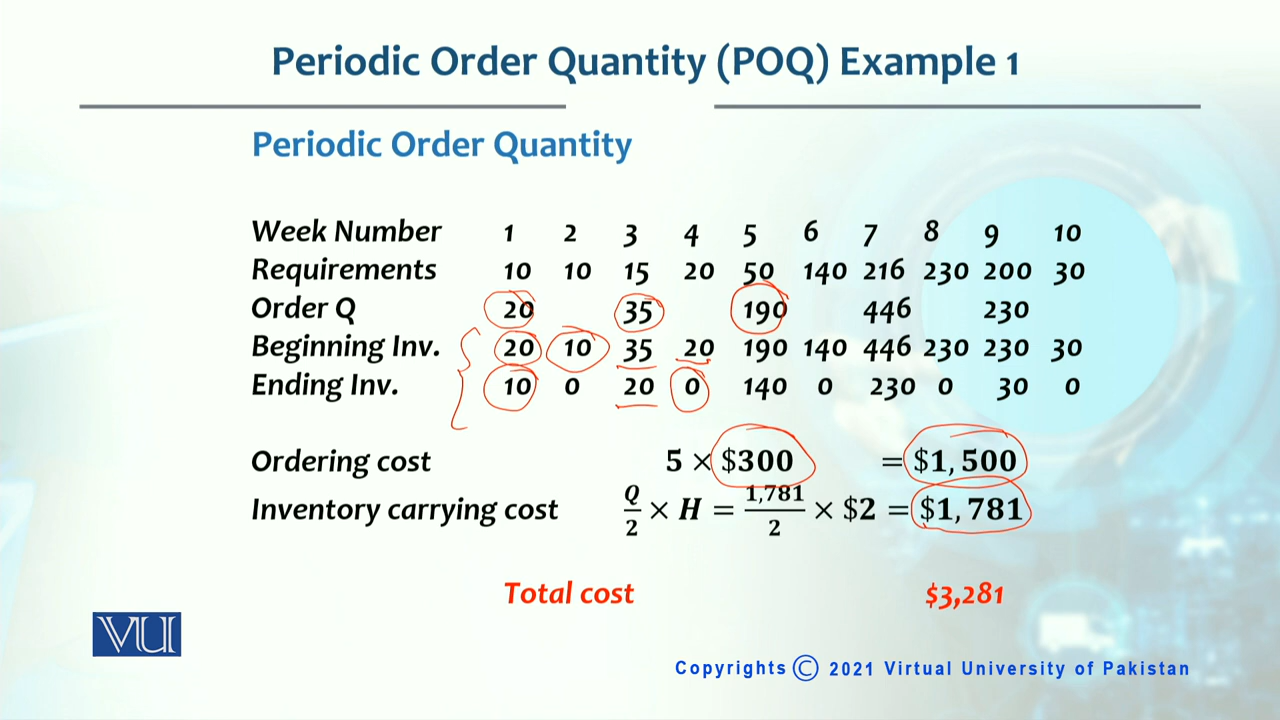 Periodic Order Quantity (POQ) Example 1
Periodic Order Quantity
Week Number 1 2 3 4 5 6 7 8 9 10
Requirements 10 10 15 20 50 140 216 230 200 30
Order Q 20 35 190 446 230
Beginning Inv. 20 10 35 20 190 140 446 230 230 30
Ending Inv. 10 0 20 0 140 0 230 0 30 0
Ordering cost 5 × $300 = $1,500
Inventory carrying cost Q/2 × H = 1,781/2 × $2 = $1,781
Total cost $3,281
VU
Copyrights © 2021 Virtual University of Pakistan